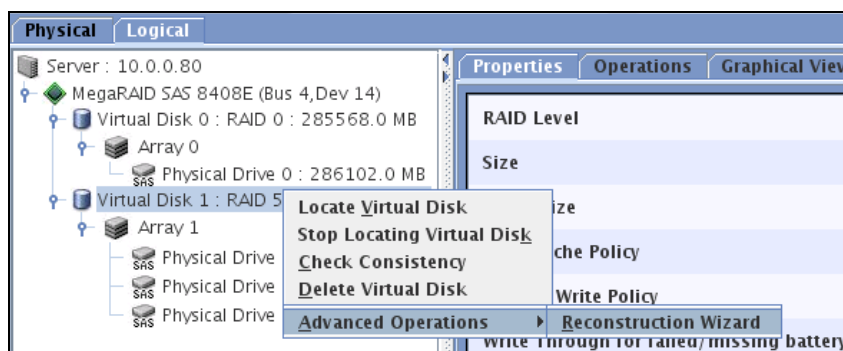 Physical Logical
Server : 10.0.0.80
MegaRAID SAS 8408E (Bus 4,Dev 14)
Virtual Disk 0 : RAID 0 : 285568.0 MB
Array 0
SAS Physical Drive 0 : 286102.0 MB
Virtual Disk 1 : RAID 5
Array 1
SAS Physical Drive
SAS Physical Drive
SAS Physical Drive
Locate Virtual Disk
Stop Locating Virtual Disk
Check Consistency
Delete Virtual Disk
Advanced Operations
Reconstruction Wizard
Properties Operations Graphical View
RAID Level
Size
ize
che Policy
Write Policy
Write Through for failed/missing battery